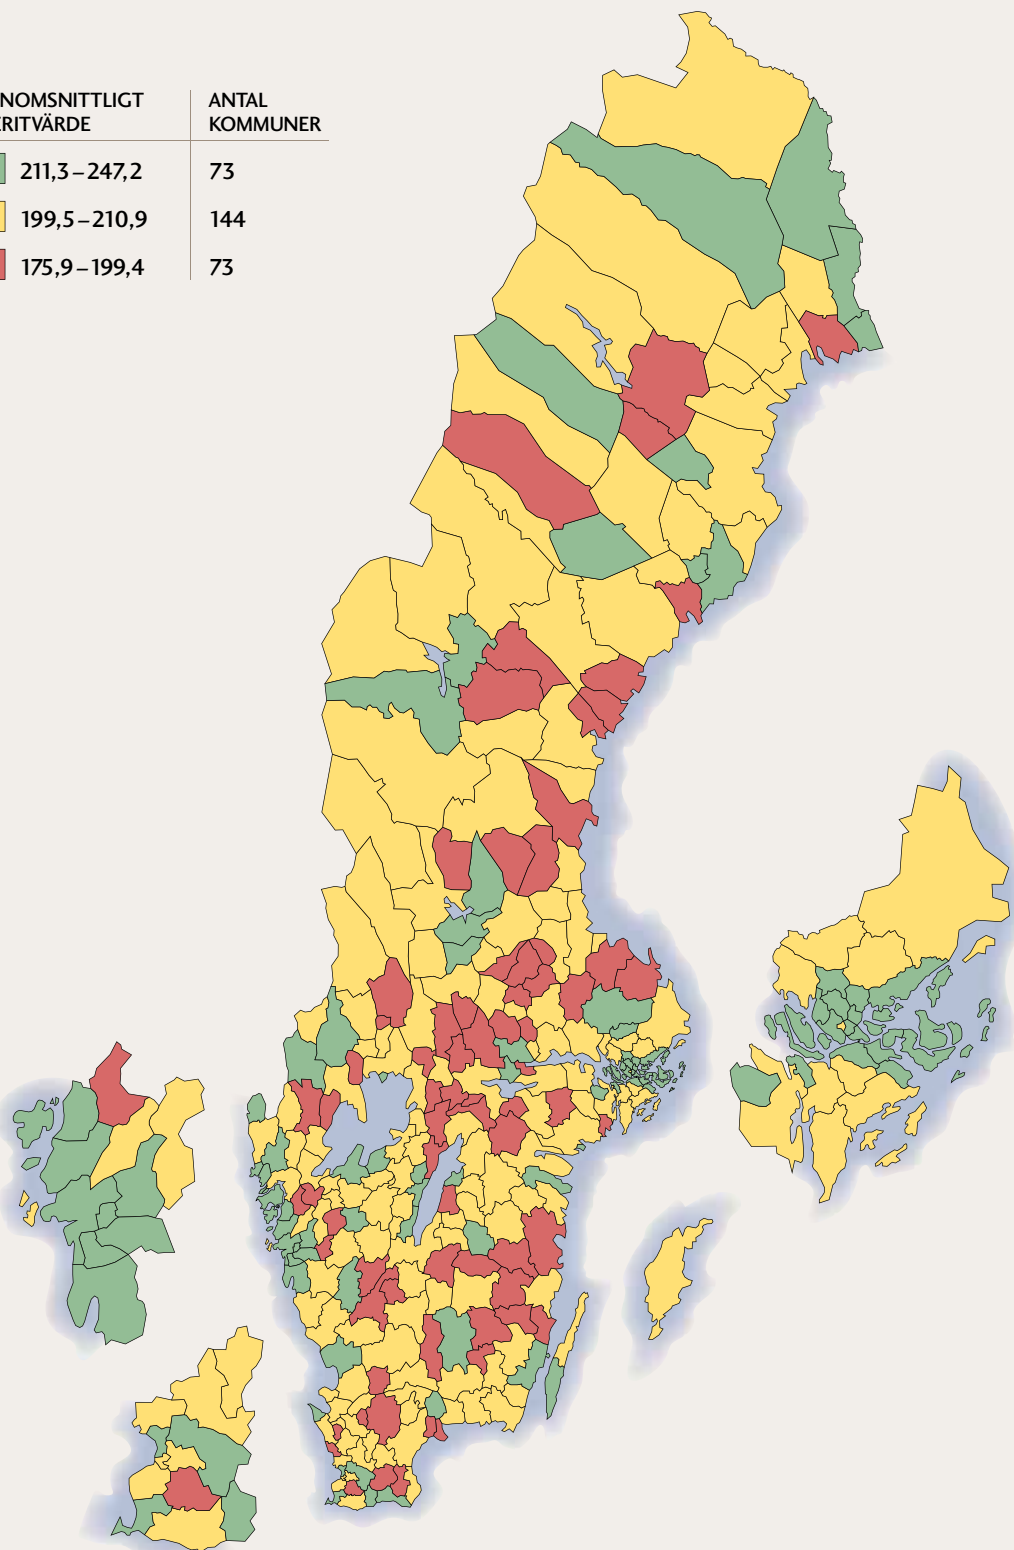 NOMSNITTLIGT ANTAL
ERITVÄRDE KOMMUNER
211,3–247,2 73
199,5–210,9 144
175,9–199,4 73